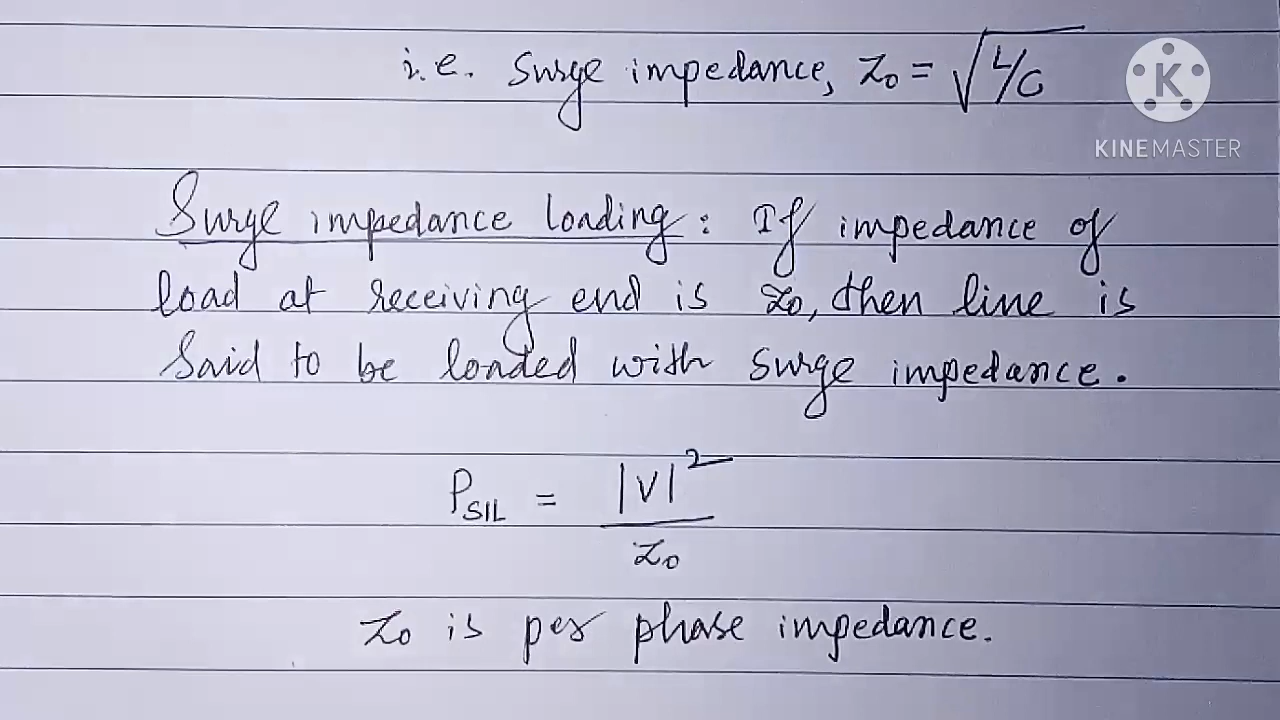 i.e. Surge impedance, Z₀ = √L/C
K
KINEMASTER
Surge impedance loading: If impedance of
load at receiving end is Z₀, then line is
said to be loaded with surge impedance.
P_SIL = |V|² / Z₀
Z₀ is per phase impedance.